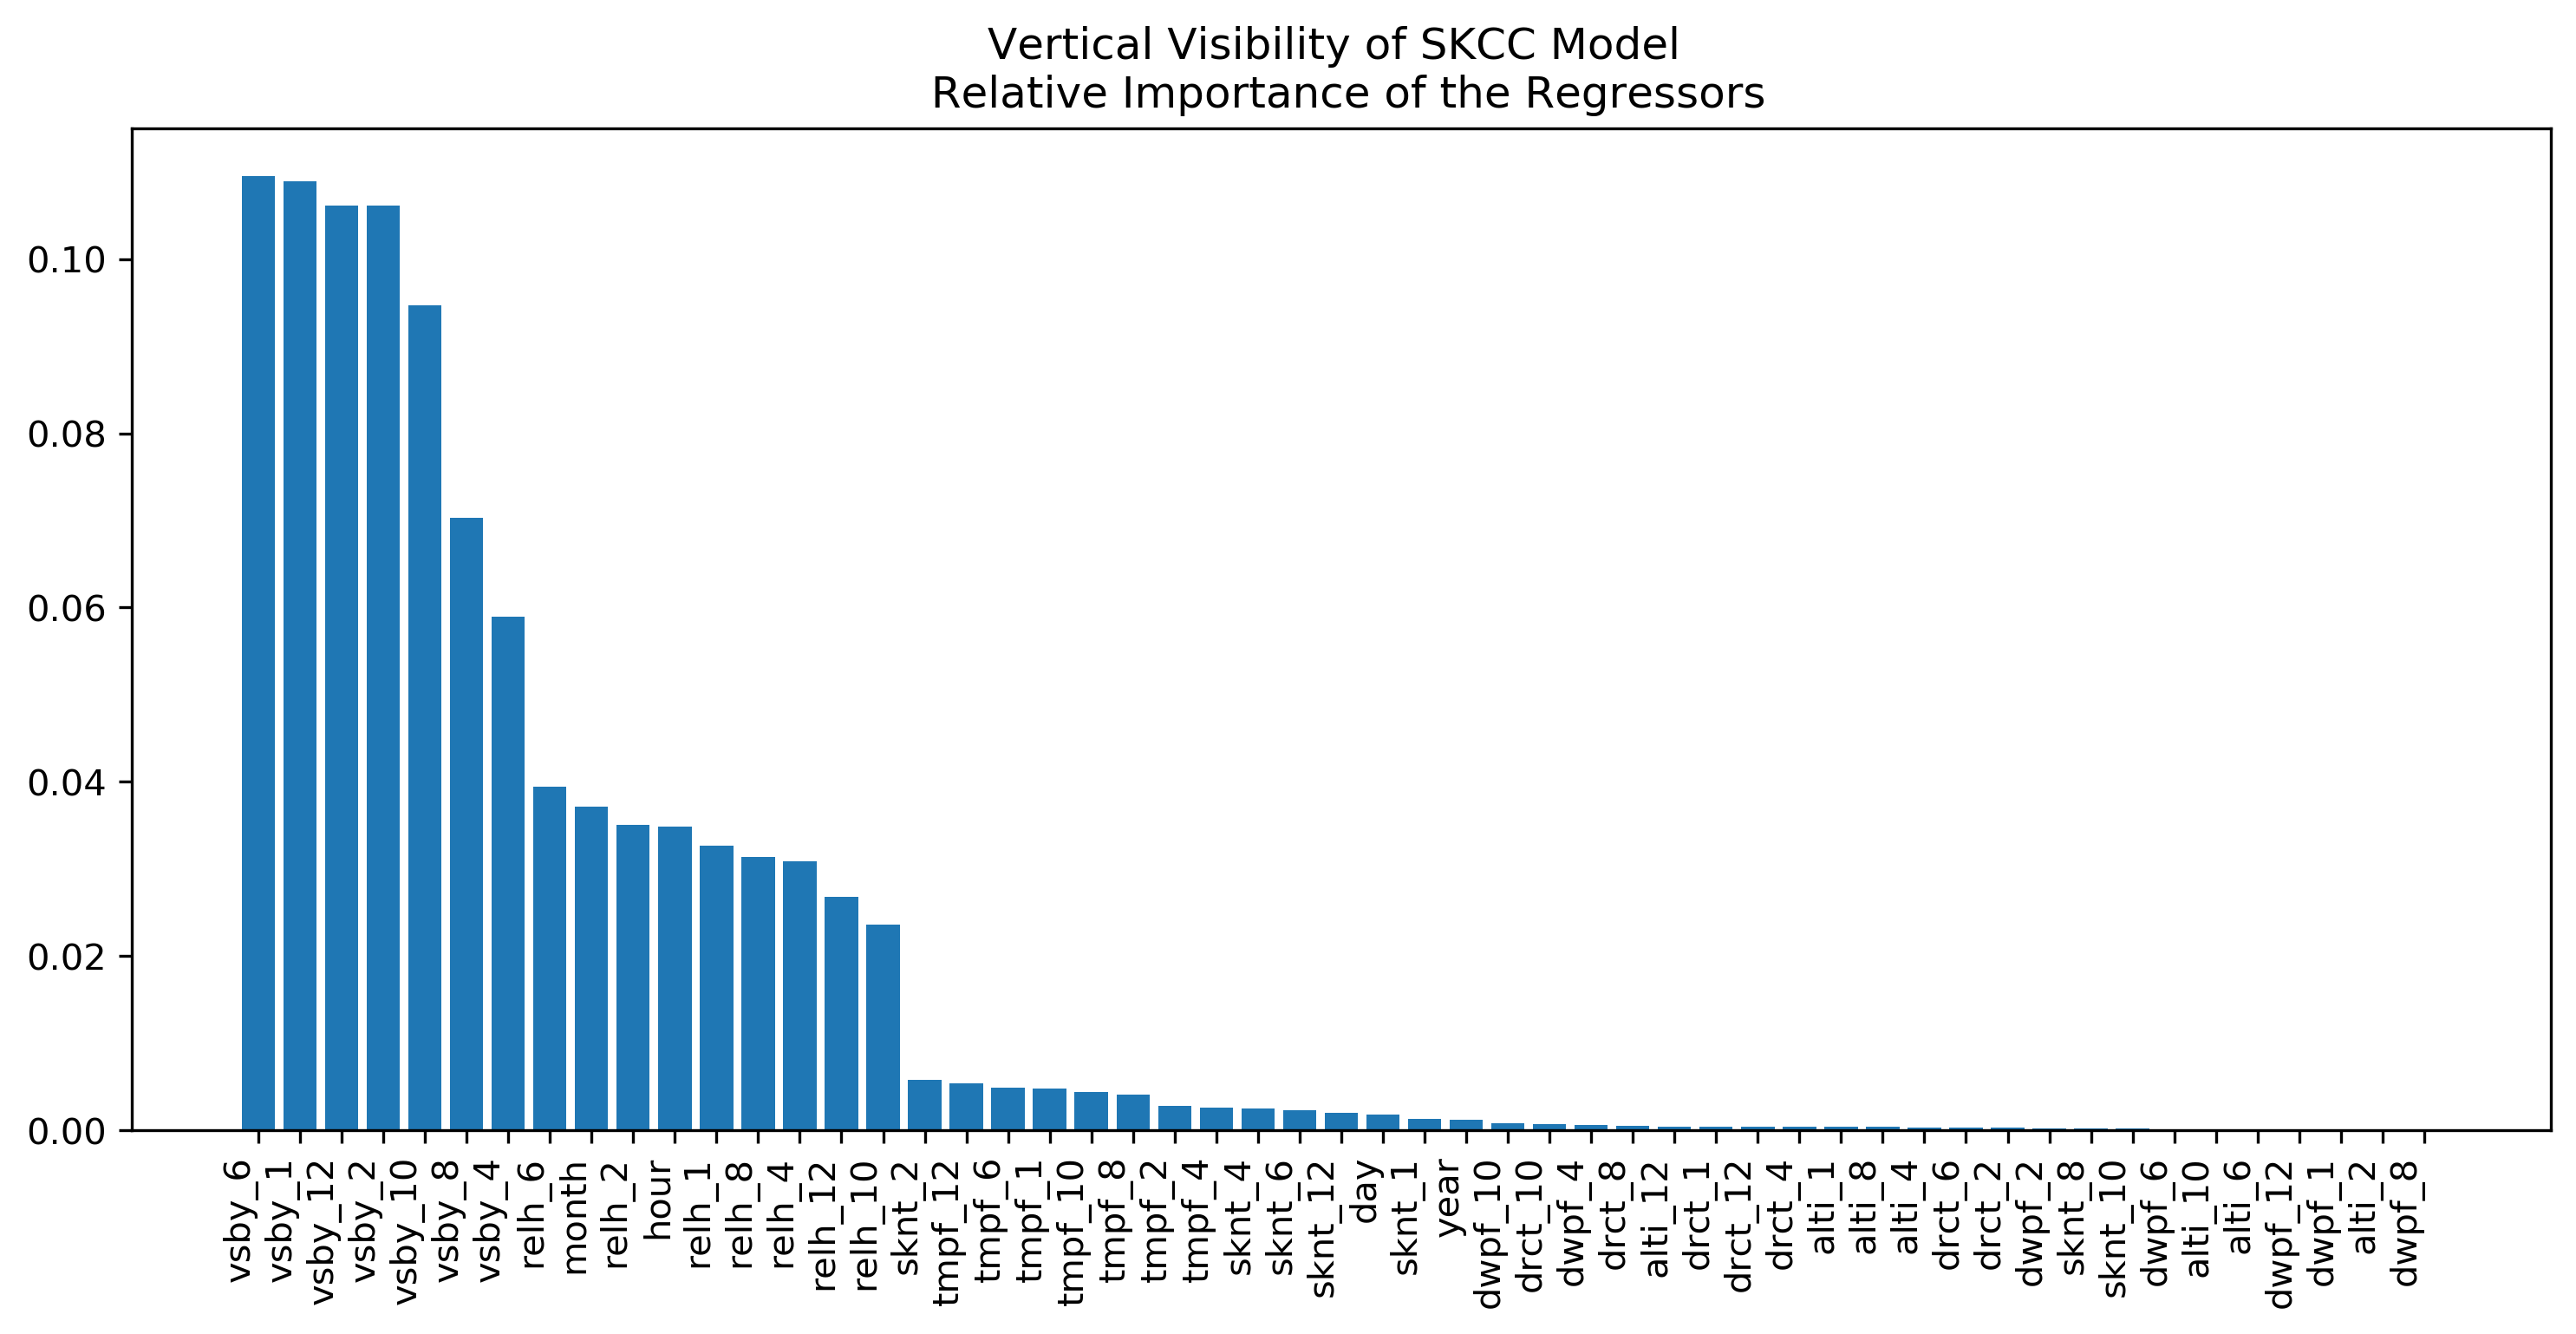 Vertical Visibility of SKCC Model
Relative Importance of the Regressors
0.10
0.08
0.06
0.04
0.02
0.00
vsby_6
vsby_1
vsby_12
vsby_2
vsby_10
vsby_8
vsby_4
relh_6
month
relh_2
hour
relh_1
relh_8
relh_4
relh_12
relh_10
sknt_2
tmpf_12
tmpf_6
tmpf_1
tmpf_10
tmpf_8
tmpf_2
tmpf_4
sknt_4
sknt_6
sknt_12
day
sknt_1
year
dwpf_10
drct_10
dwpf_4
drct_8
alti_12
drct_1
drct_12
drct_4
alti_1
alti_8
alti_4
drct_6
drct_2
dwpf_2
sknt_8
sknt_10
dwpf_6
alti_10
alti_6
dwpf_12
dwpf_1
alti_2
dwpf_8